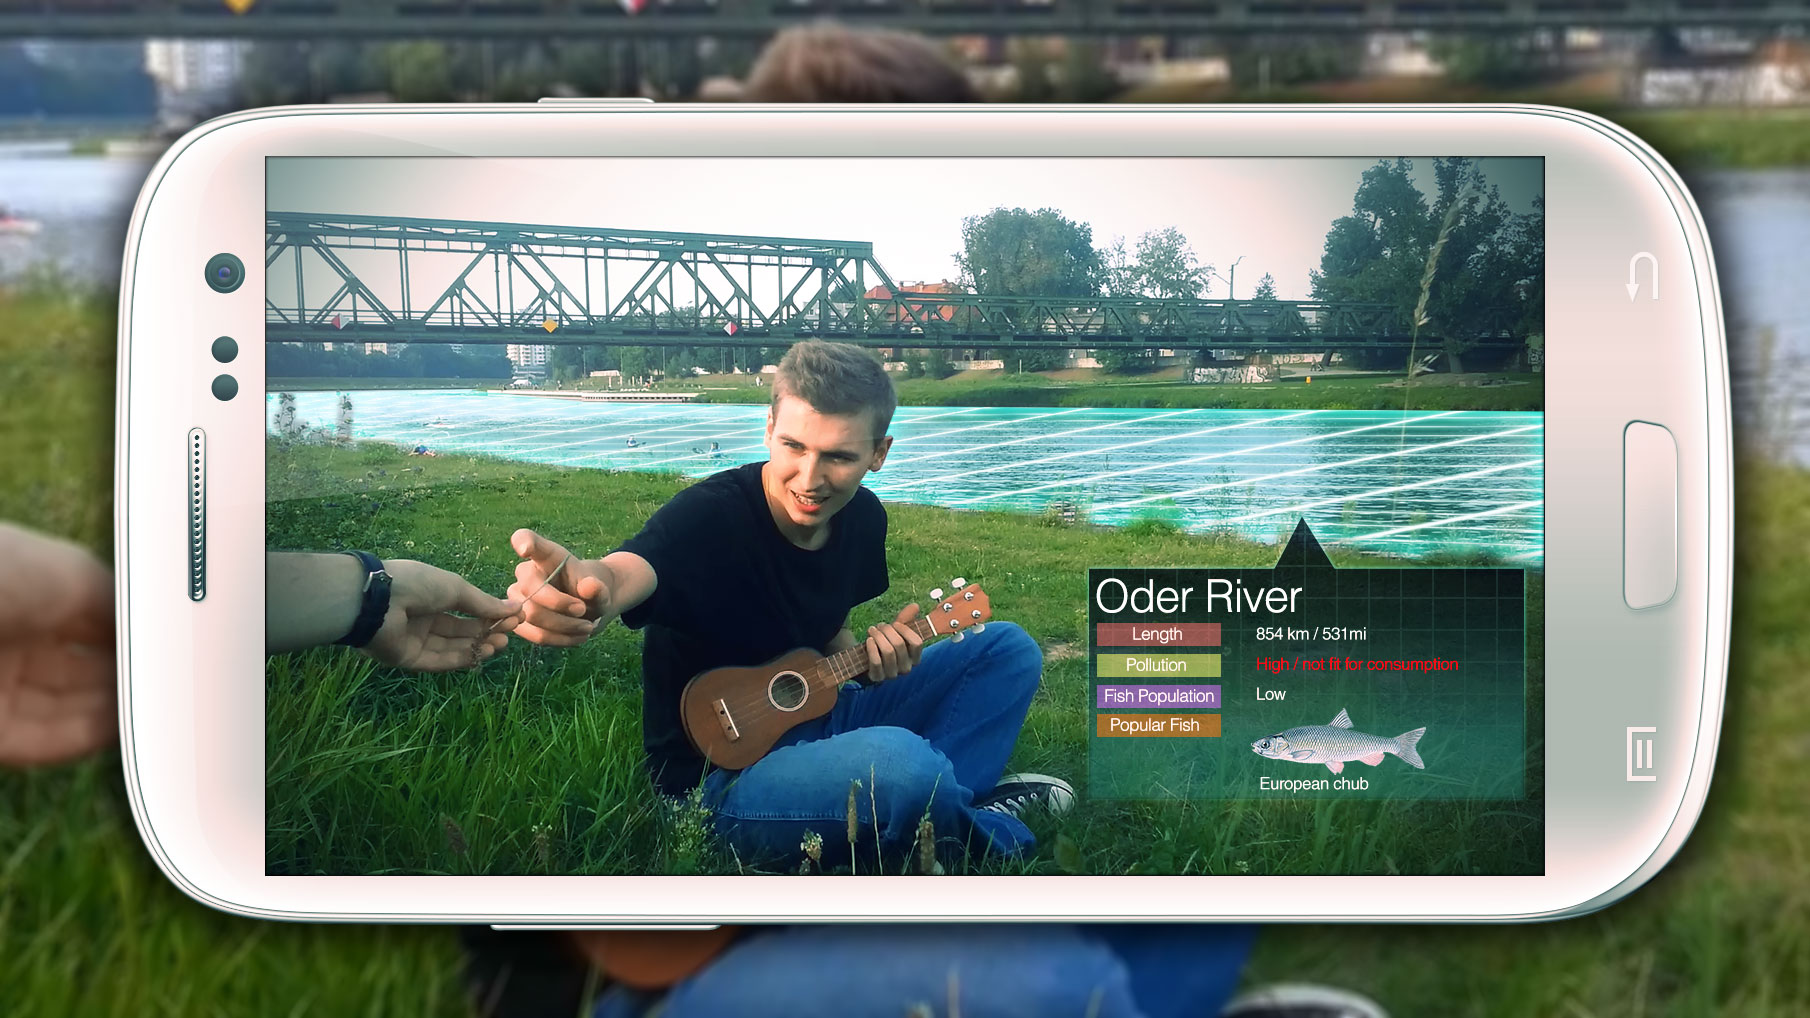 Oder River
Length 854 km / 531mi
Pollution High / not fit for consumption
Fish Population Low
Popular Fish
European chub